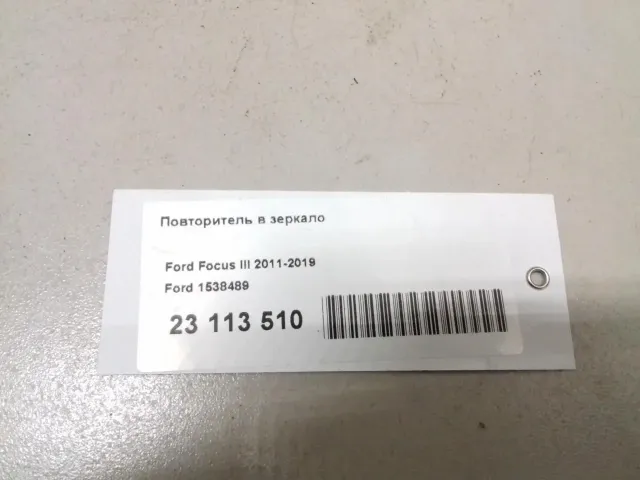 Повторитель в зеркало
Ford Focus III 2011-2019
Ford 1538489
23 113 510